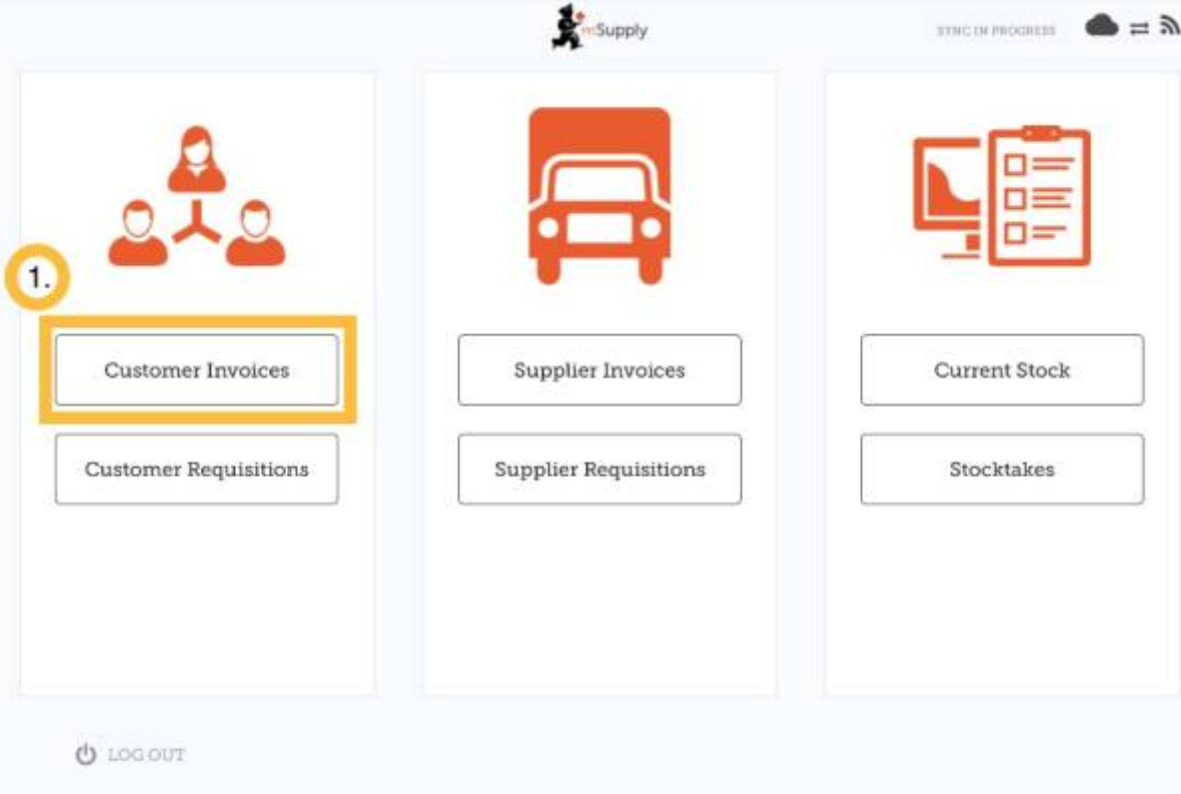 mSupply
SYNC IN PROGRESS
1.
Customer Invoices
Supplier Invoices
Current Stock
Customer Requisitions
Supplier Requisitions
Stocktakes
LOG OUT